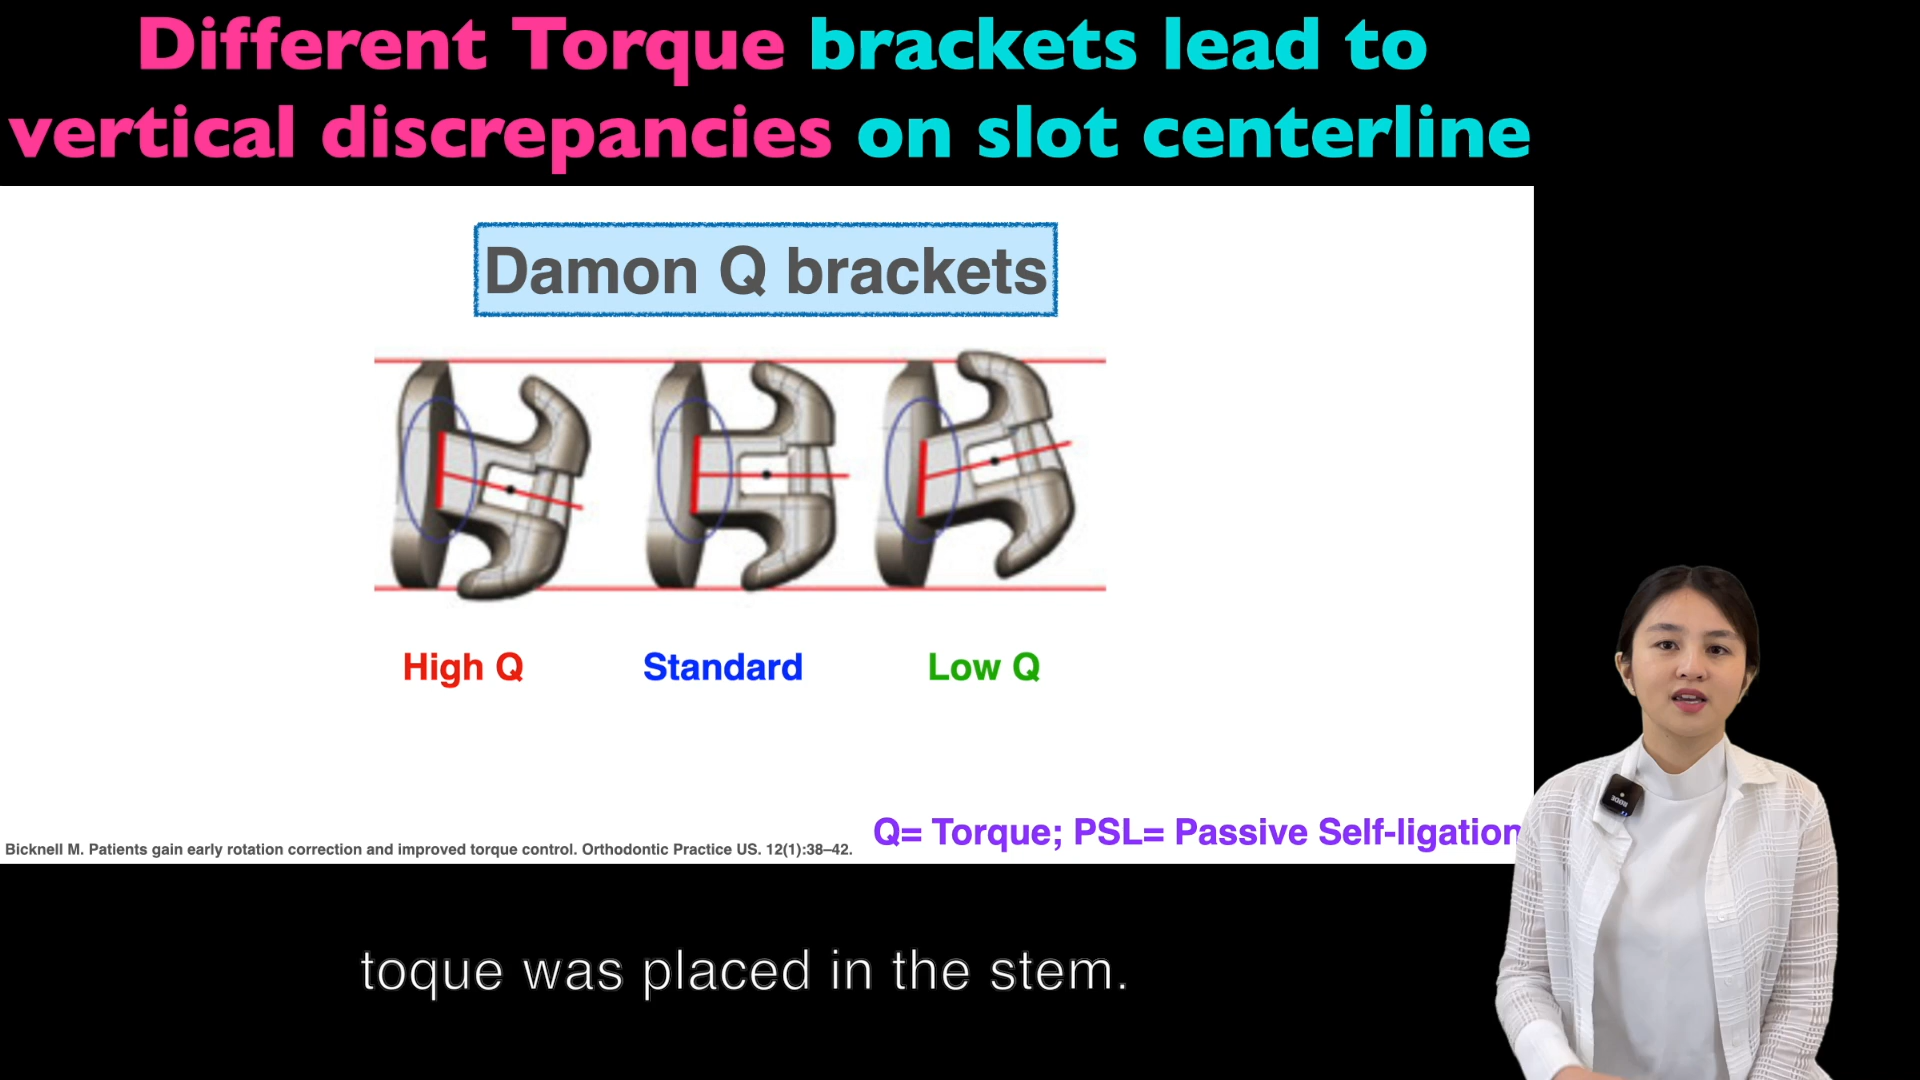 Different Torque brackets lead to
vertical discrepancies on slot centerline
Damon Q brackets
High Q Standard Low Q
Q= Torque; PSL= Passive Self-ligation
Bicknell M. Patients gain early rotation correction and improved torque control. Orthodontic Practice US. 12(1):38–42.
RODE
toque was placed in the stem.